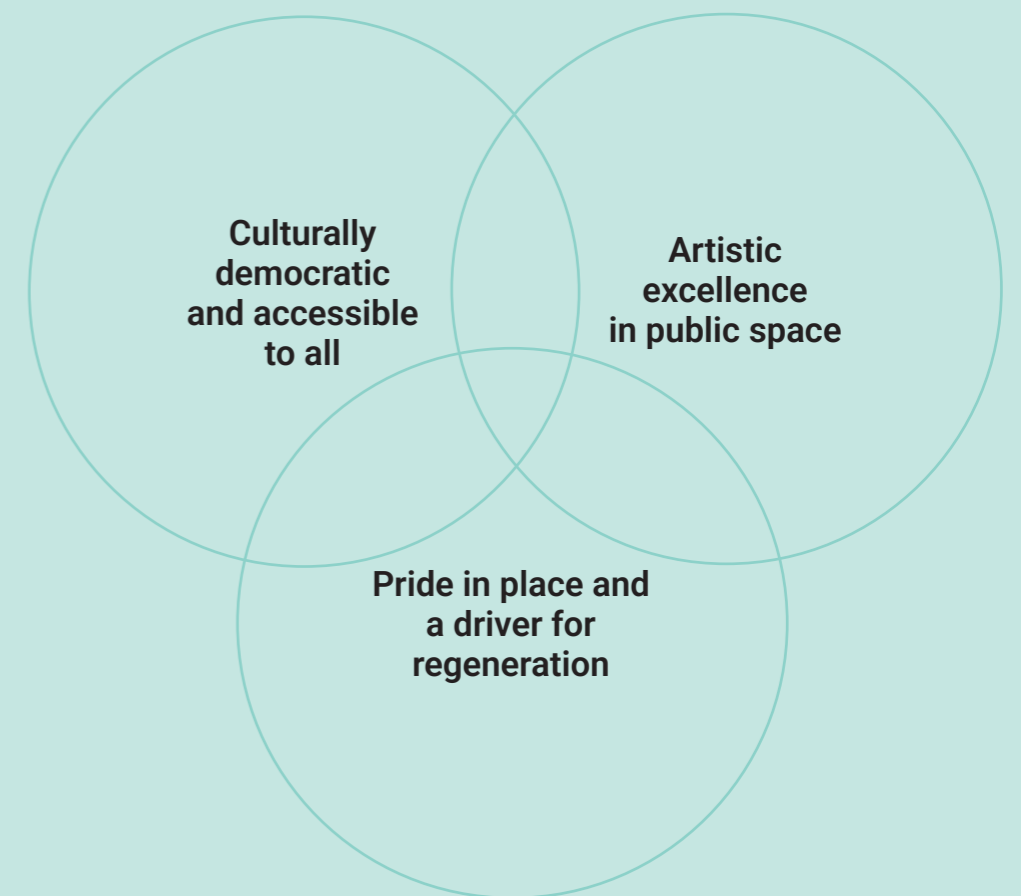 Culturally
democratic
and accessible
to all
Artistic
excellence
in public space
Pride in place and
a driver for
regeneration